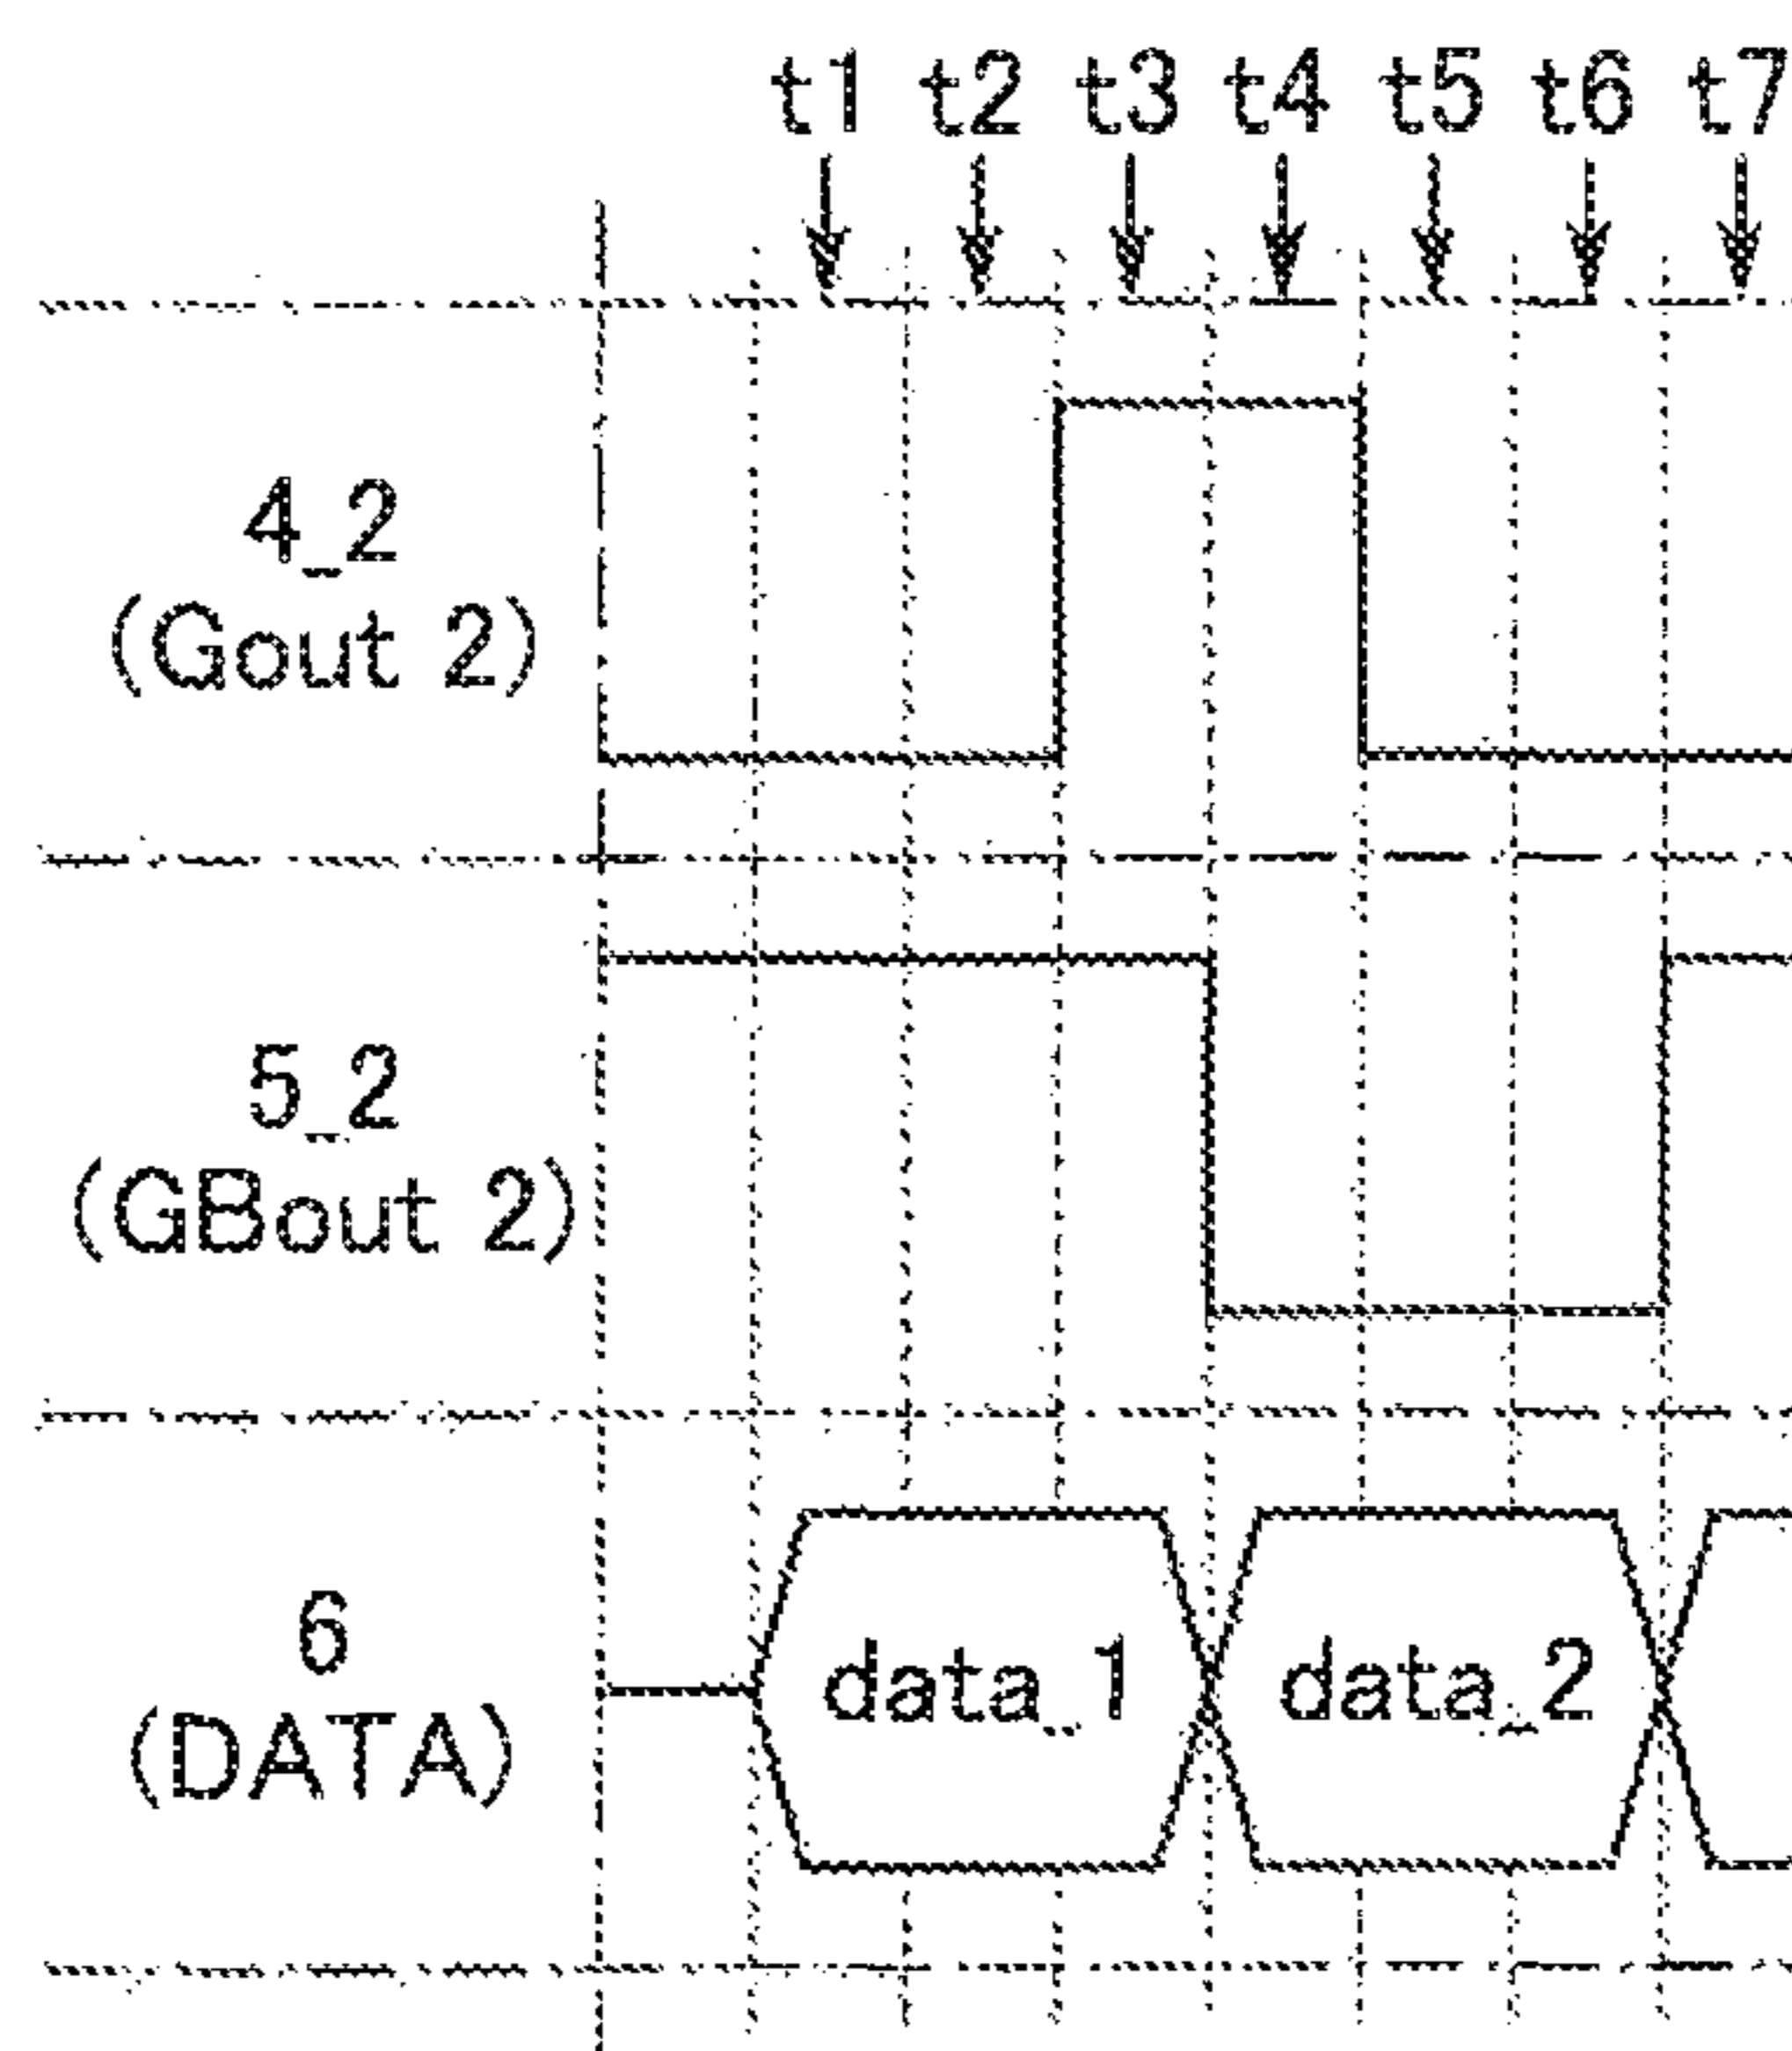 t1 t2 t3 t4 t5 t6 t7
4_2
(Gout 2)
5_2
(GBout 2)
6
(DATA)
data_1 data_2